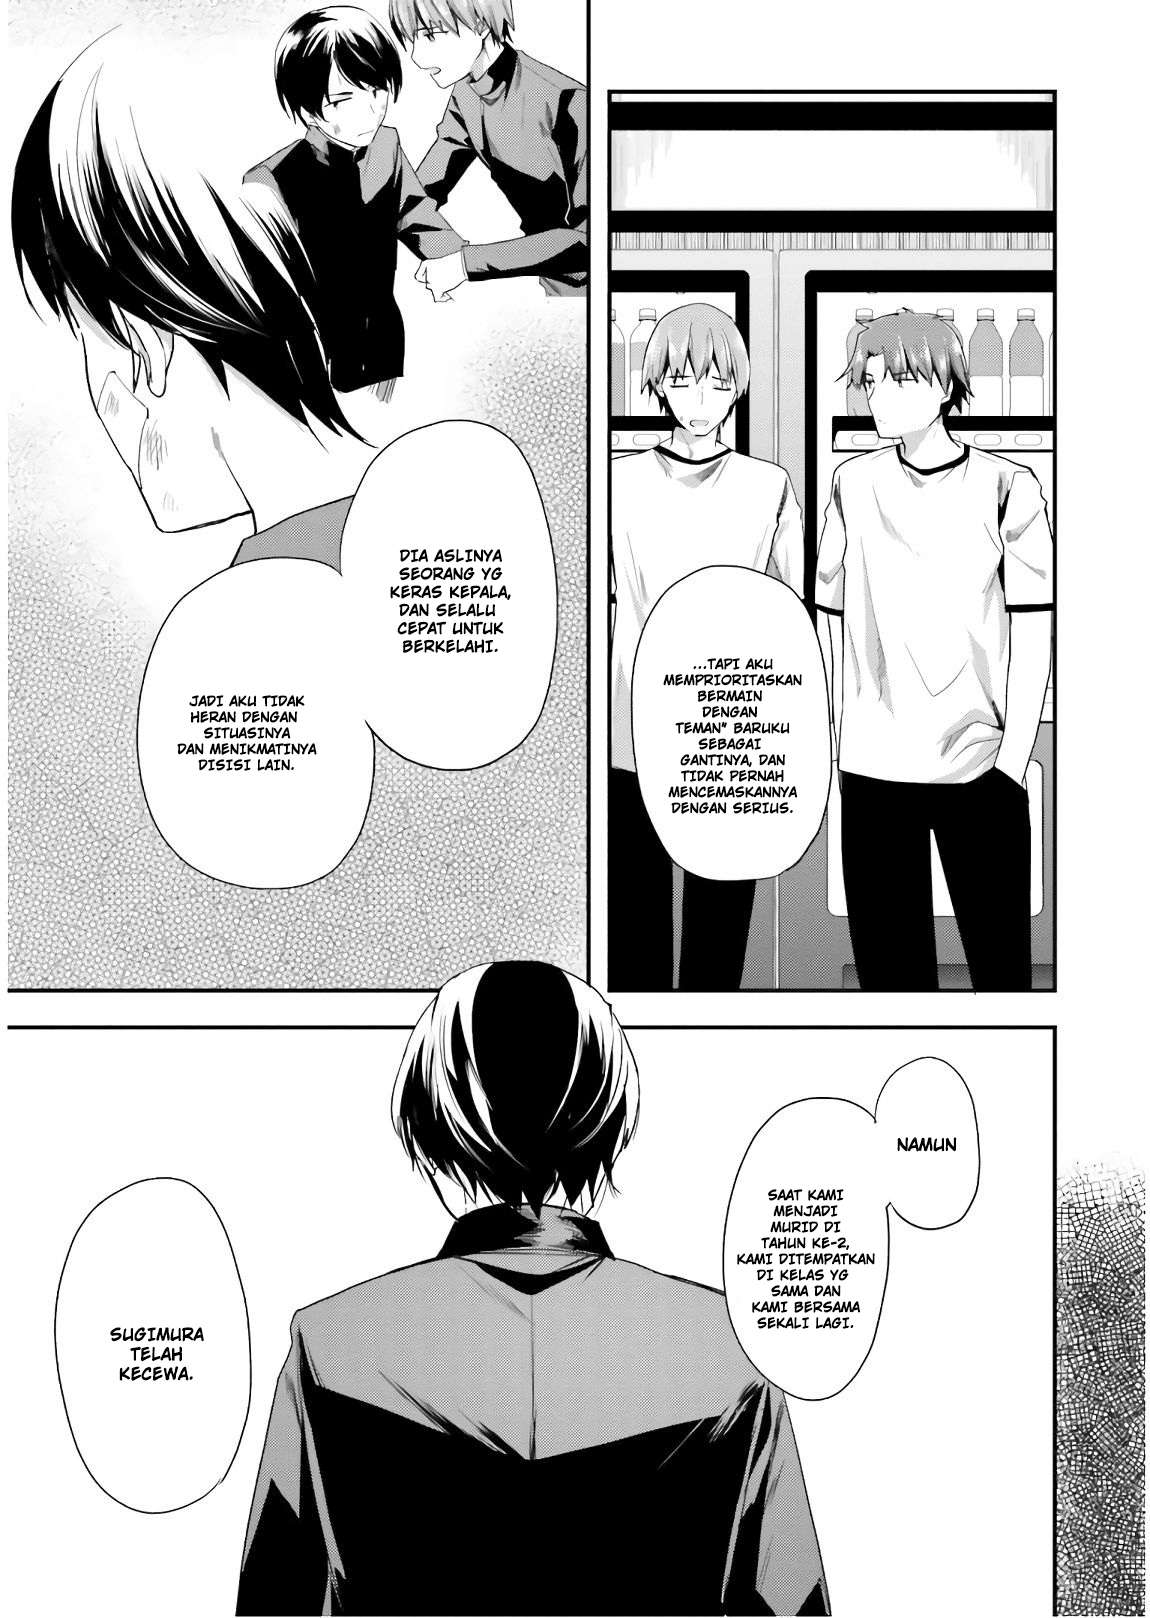 ...TAPI AKU
MEMPRIORITASKAN
BERMAIN
DENGAN
TEMAN" BARUKU
SEBAGAI
GANTINYA, DAN
TIDAK PERNAH
MENCEMASKANNYA
DENGAN SERIUS.
DIA ASLINYA
SEORANG YG
KERAS KEPALA,
DAN SELALU
CEPAT UNTUK
BERKELAHI.
JADI AKU TIDAK
HERAN DENGAN
SITUASINYA
DAN MENIKMATINYA
DISISI LAIN.
NAMUN
SAAT KAMI
MENJADI
MURID DI
TAHUN KE-2,
KAMI DITEMPATKAN
DI KELAS YG
SAMA DAN
KAMI BERSAMA
SEKALI LAGI.
SUGIMURA
TELAH
KECEWA.